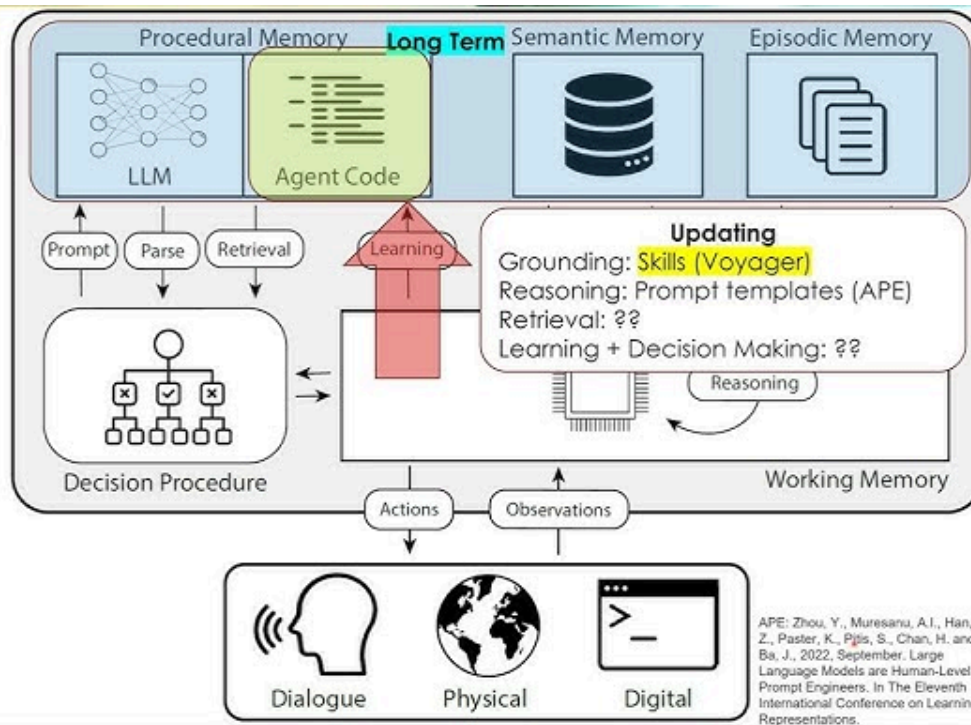 Procedural Memory
Long Term
Semantic Memory
Episodic Memory
LLM
Agent Code
Prompt
Parse
Retrieval
Learning
Updating
Grounding: Skills (Voyager)
Reasoning: Prompt templates (APE)
Retrieval: ??
Learning + Decision Making: ??
Reasoning
Decision Procedure
Working Memory
Actions
Observations
>_
Dialogue
Physical
Digital
APE: Zhou, Y., Muresanu, A.I., Han,
Z., Paster, K., Pitis, S., Chan, H. and
Ba, J., 2022, September. Large
Language Models are Human-Level
Prompt Engineers. In The Eleventh
International Conference on Learning
Representations.